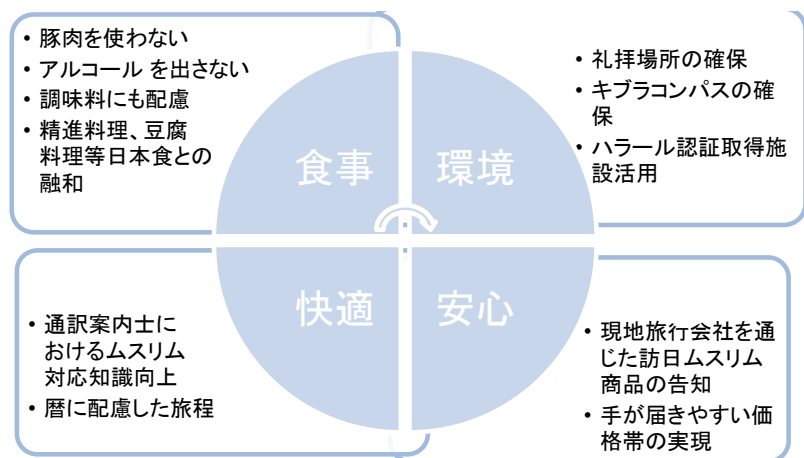 • 豚肉を使わない
• アルコール を出さない
• 調味料にも配慮
• 精進料理、豆腐
料理等日本食との
融和
食事
環境
• 礼拝場所の確保
• キブラコンパスの確
保
• ハラール認証取得施
設活用
快適
安心
• 通訳案内士に
おけるムスリム
対応知識向上
• 暦に配慮した旅程
• 現地旅行会社を通
じた訪日ムスリム
商品の告知
• 手が届きやすい価
格帯の実現